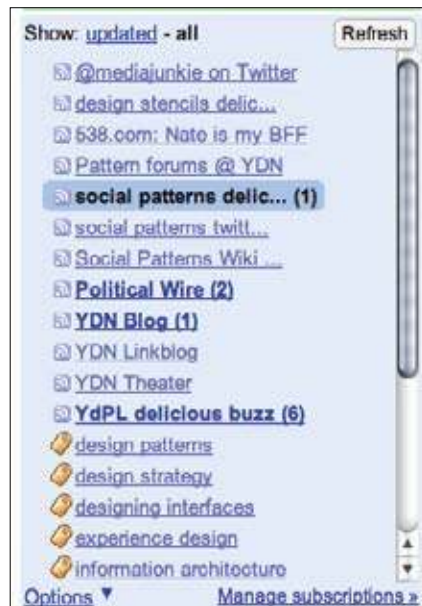 Show: updated - all Refresh
@mediajunkie on Twitter
design stencils delic...
538.com: Nate is my BFF
Pattern forums @ YDN
social patterns delic... (1)
social patterns twitt...
Social Patterns Wiki ...
Political Wire (2)
YDN Blog (1)
YDN Linkblog
YDN Theater
YdPL delicious buzz (6)
design patterns
design strategy
designing interfaces
experience design
information architecture
Options ▼ Manage subscriptions »